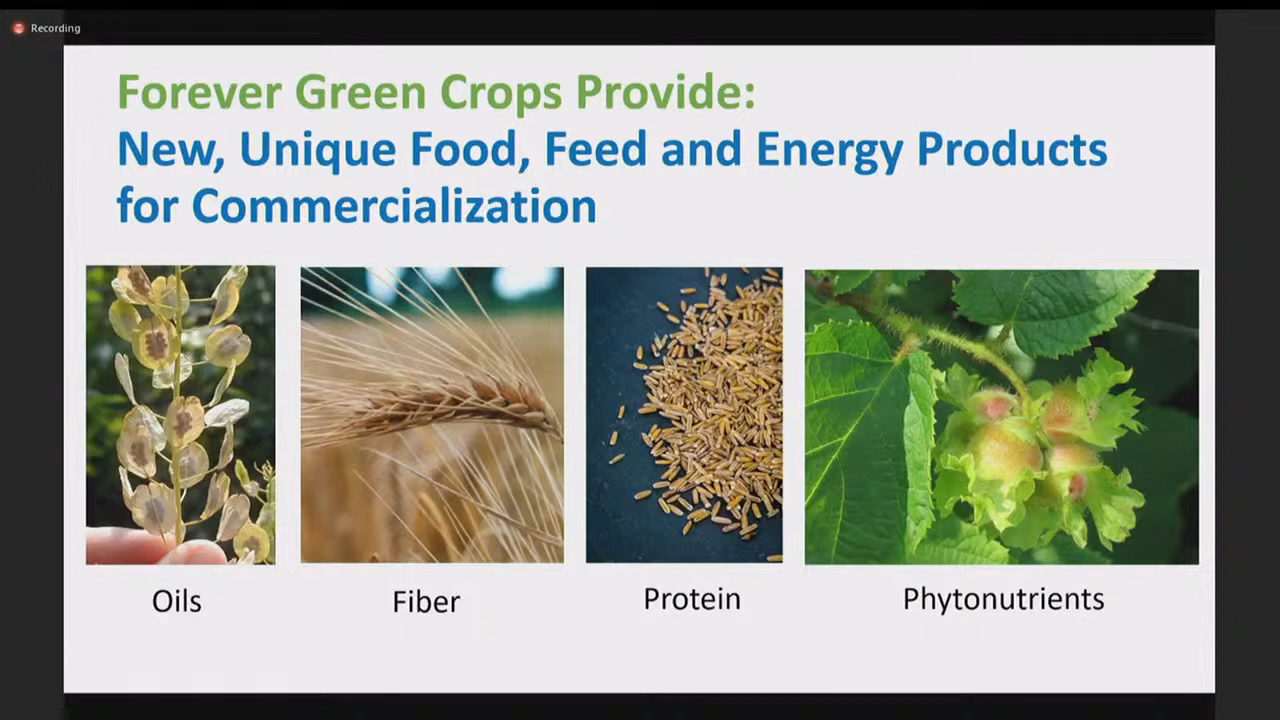 Recording
Forever Green Crops Provide:
New, Unique Food, Feed and Energy Products
for Commercialization
Oils
Fiber
Protein
Phytonutrients